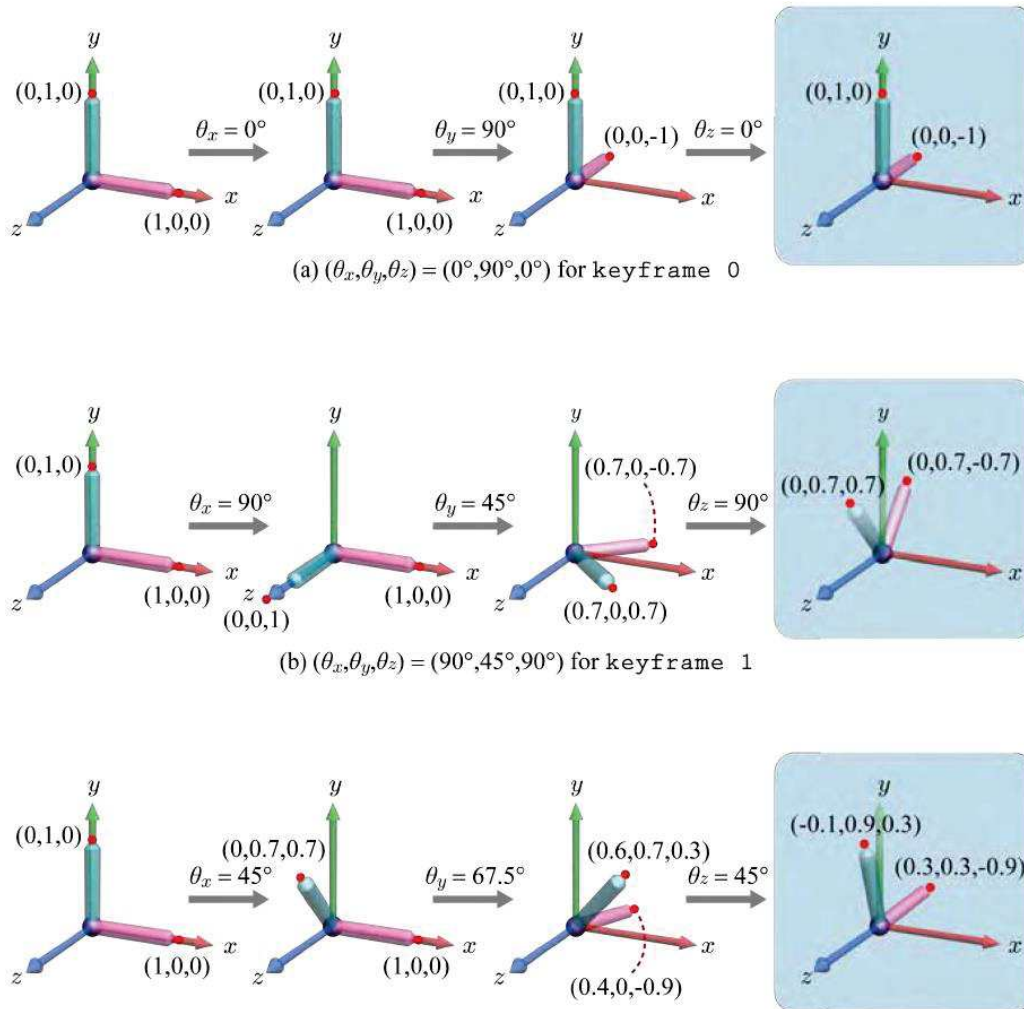 y y y y
(0,1,0) (0,1,0) (0,1,0) (0,1,0)
θx = 0° θy = 90° (0,0,-1) θz = 0° (0,0,-1)
z (1,0,0) x z (1,0,0) x z x z x
(a) (θx,θy,θz) = (0°,90°,0°) for keyframe 0
y y y y
(0,1,0) (0.7,0,-0.7) (0,0.7,0.7) (0,0.7,-0.7)
θx = 90° θy = 45° θz = 90°
z (1,0,0) x z (0,0,1) (1,0,0) x z (0.7,0,0.7) x z x
(b) (θx,θy,θz) = (90°,45°,90°) for keyframe 1
y y y y
(0,1,0) (0,0.7,0.7) (0.6,0.7,0.3) (-0.1,0.9,0.3) (0.3,0.3,-0.9)
θx = 45° θy = 67.5° θz = 45°
z (1,0,0) x z (1,0,0) x z (0.4,0,-0.9) x z x